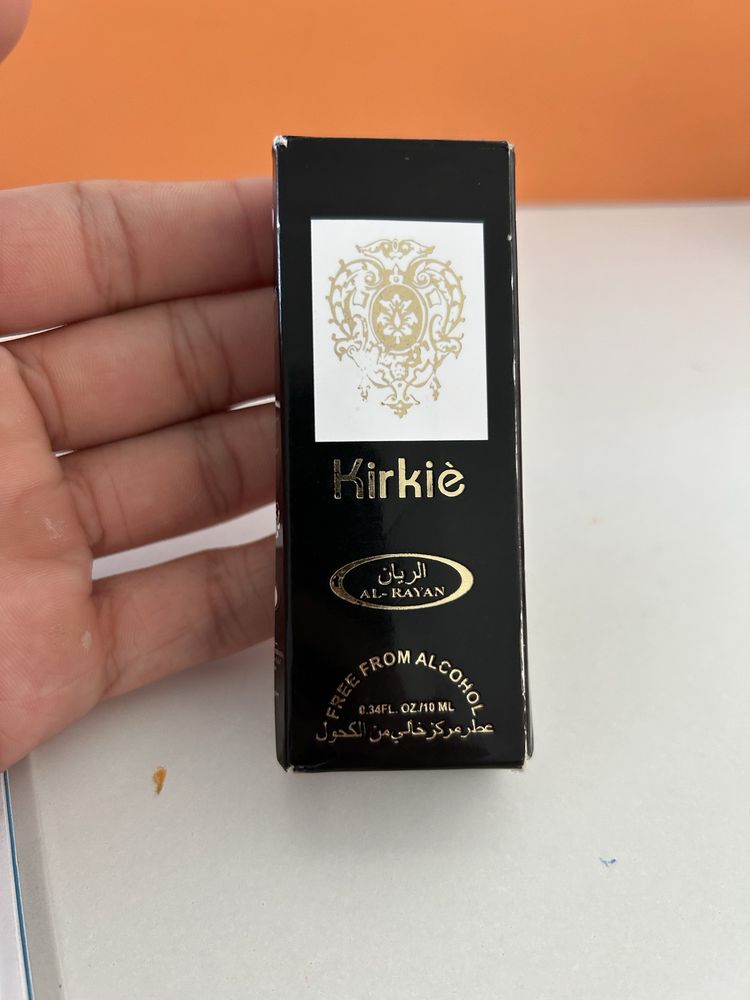 Kirkiè
الريان
AL-RAYAN
FREE FROM ALCOHOL
0.34FL. OZ./10 ML
عطر مركز خالي من الكحول